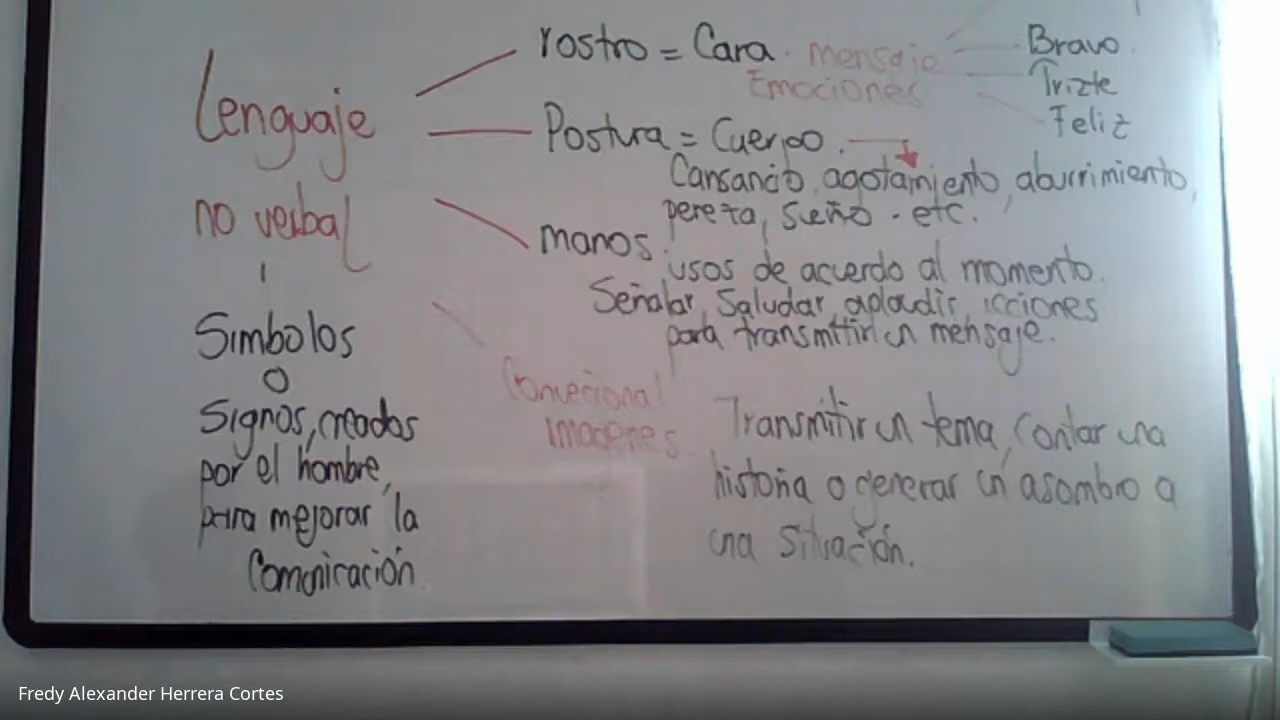 Lenguaje
no verbal
Simbolos
O
Signos, creados
por el hombre,
para mejorar la
Comunicación
rostro = Cara. mensaje
Emociones
Bravo.
Trizte
Feliz
Postura = Cuerpo.
Cansancio, agotamiento, aburrimiento,
pereza, sueño. etc.
manos.
usos de acuerdo al momento.
Señalar, Saludar, aplaudir, icciones
para transmitir un mensaje.
Convecional
Imagenes
Transmitir un tema, Contar una
historia o generar un asombro a
una situación.
Fredy Alexander Herrera Cortes